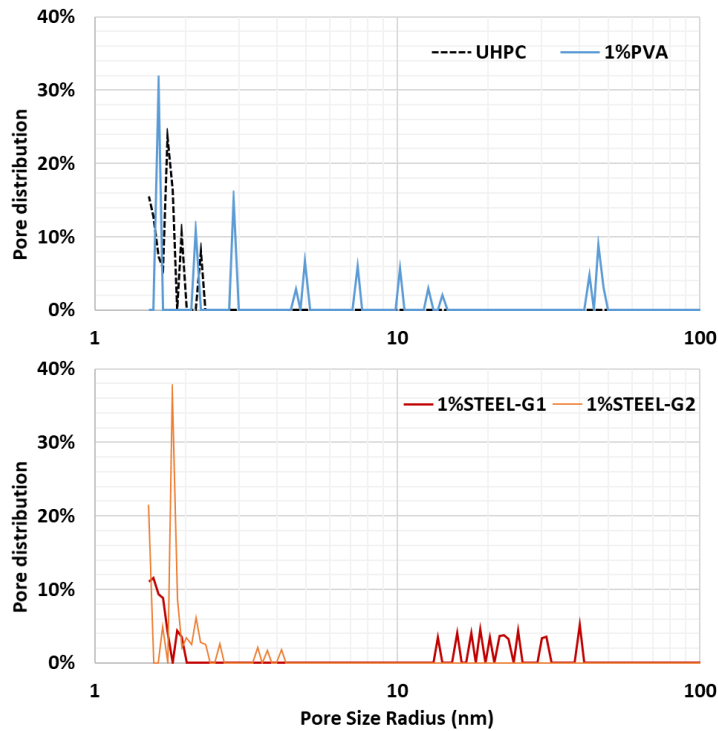 40%
30%
20%
10%
0%
Pore distribution
UHPC 1%PVA
1 10 100
40%
30%
20%
10%
0%
Pore distribution
1%STEEL-G1 1%STEEL-G2
1 10 100
Pore Size Radius (nm)